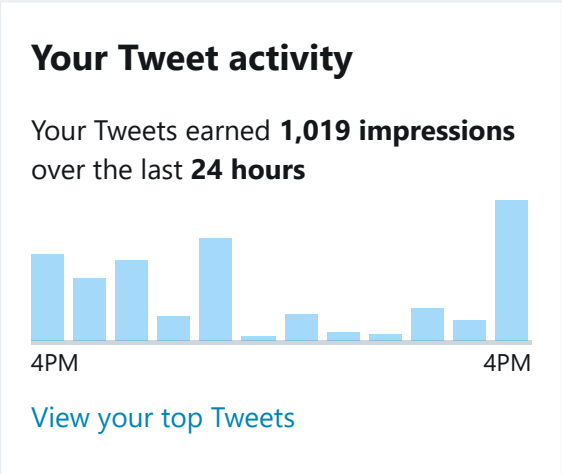 Your Tweet activity
Your Tweets earned 1,019 impressions
over the last 24 hours
4PM 4PM
View your top Tweets